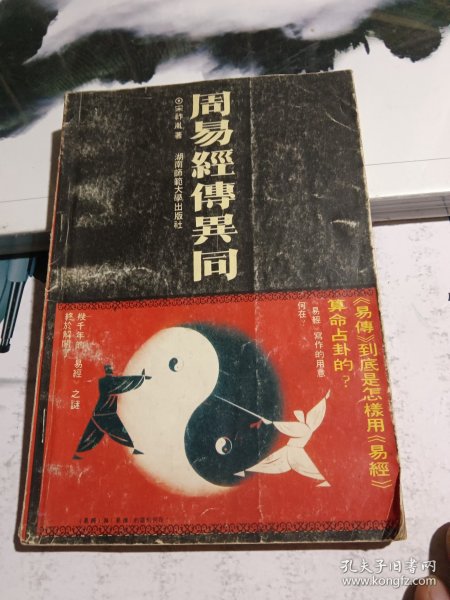 周易經傳異同
⊙宋祚胤 著
湖南師範大學出版社
《易傳》到底是怎樣用《易經》
算命占卦的？
《易經》寫作的用意
何在？
幾千年的《易經》之謎
終於解開了
孔夫子旧书网
www.kongfz.com